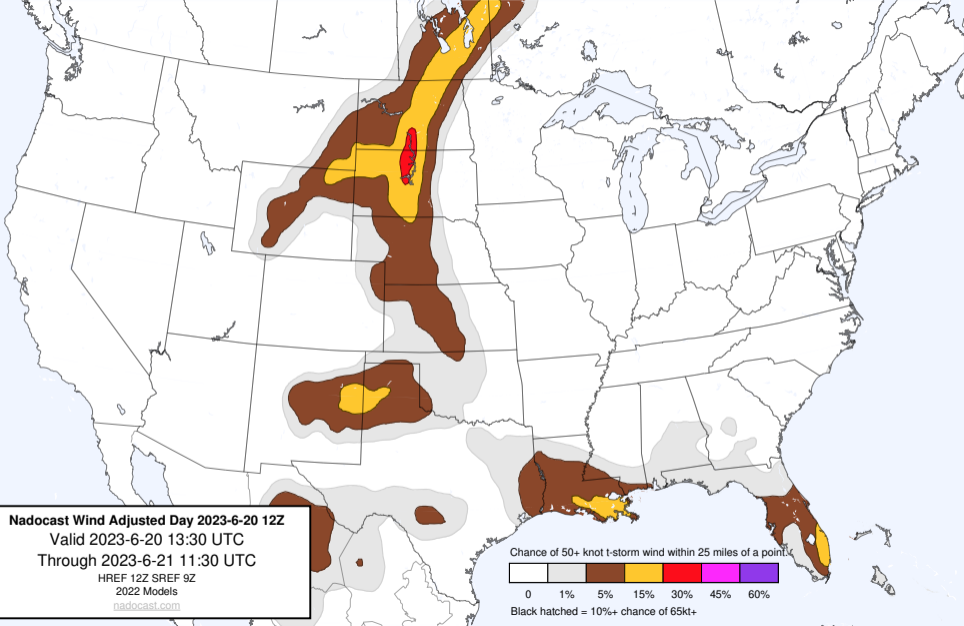 Nadocast Wind Adjusted Day 2023-6-20 12Z
Valid 2023-6-20 13:30 UTC
Through 2023-6-21 11:30 UTC
HREF 12Z SREF 9Z
2022 Models
nadocast.com
Chance of 50+ knot t-storm wind within 25 miles of a point.
0 1% 5% 15% 30% 45% 60%
Black hatched = 10%+ chance of 65kt+